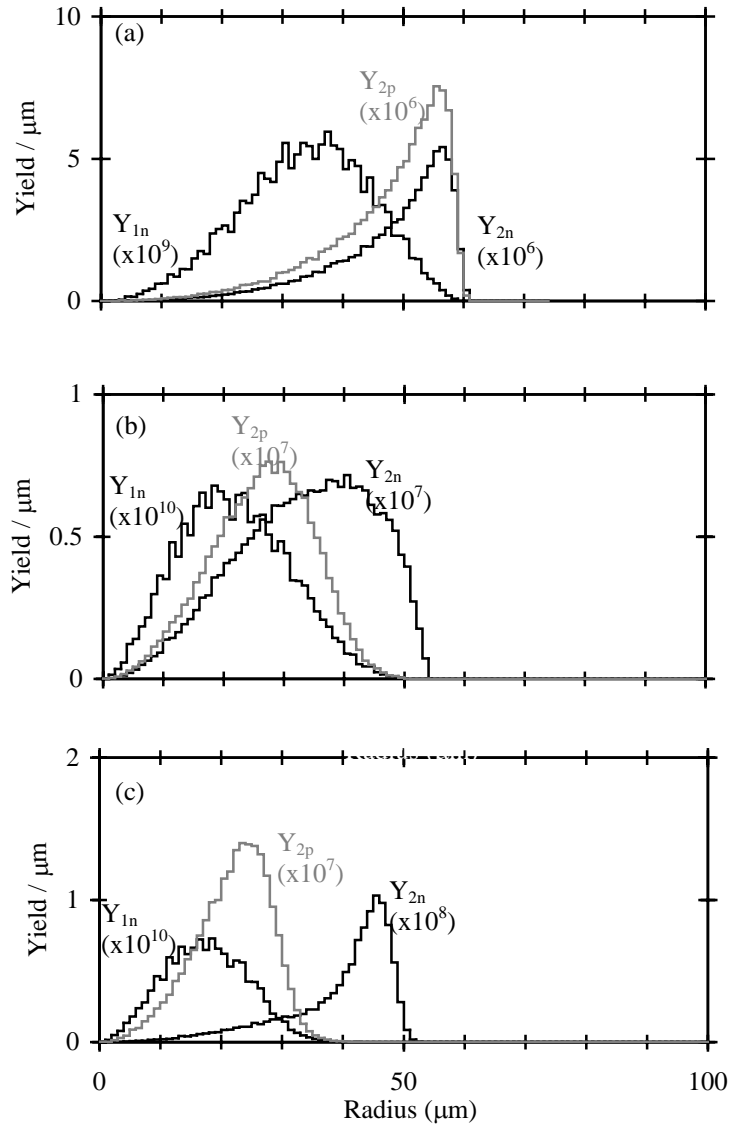 10
(a)
Y2p
(x10^6)
Yield / μm
5
Y1n
(x10^9)
Y2n
(x10^6)
0
1
(b)
Y2p
(x10^7)
Y1n
(x10^10)
Y2n
(x10^7)
Yield / μm
0.5
0
2
(c)
Y2p
(x10^7)
Y2n
(x10^8)
Yield / μm
1
Y1n
(x10^10)
0
0
50
100
Radius (μm)